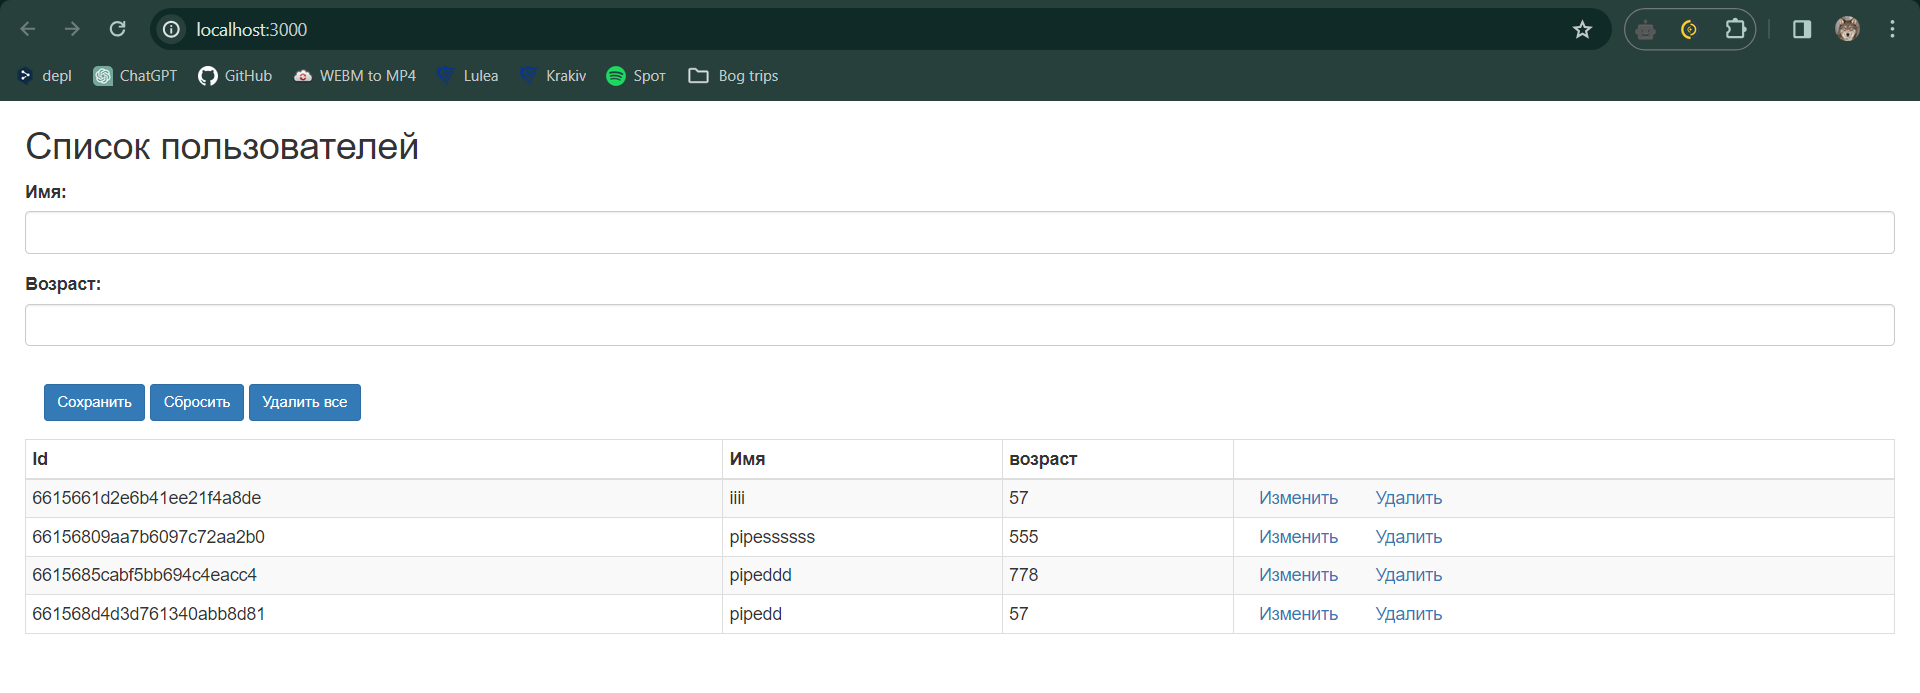 localhost:3000
depl ChatGPT GitHub WEBM to MP4 Lulea Krakiv Spoт Bog trips
Список пользователей
Имя:
Возраст:
Сохранить Сбросить Удалить все
Id Имя возраст
6615661d2e6b41ee21f4a8de iiii 57 Изменить Удалить
66156809aa7b6097c72aa2b0 pipessssss 555 Изменить Удалить
6615685cabf5bb694c4eacc4 pipeddd 778 Изменить Удалить
661568d4d3d761340abb8d81 pipedd 57 Изменить Удалить